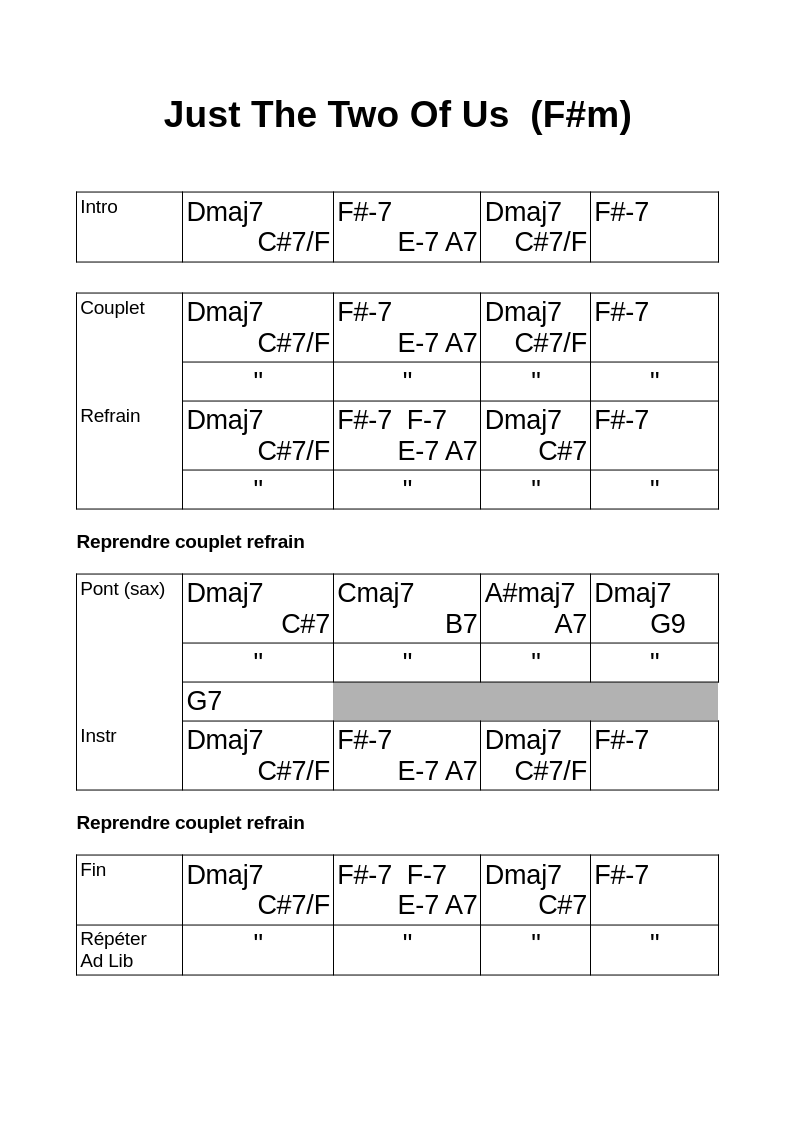 Just The Two Of Us  (F#m)
Intro Dmaj7 F#-7 Dmaj7 F#-7
C#7/F E-7 A7 C#7/F
Couplet Dmaj7 F#-7 Dmaj7 F#-7
C#7/F E-7 A7 C#7/F
" " " "
Refrain Dmaj7 F#-7  F-7 Dmaj7 F#-7
C#7/F E-7 A7 C#7
" " " "
Reprendre couplet refrain
Pont (sax) Dmaj7 Cmaj7 A#maj7 Dmaj7
C#7 B7 A7 G9
" " " "
G7
Instr Dmaj7 F#-7 Dmaj7 F#-7
C#7/F E-7 A7 C#7/F
Reprendre couplet refrain
Fin Dmaj7 F#-7  F-7 Dmaj7 F#-7
C#7/F E-7 A7 C#7
Répéter " " " "
Ad Lib